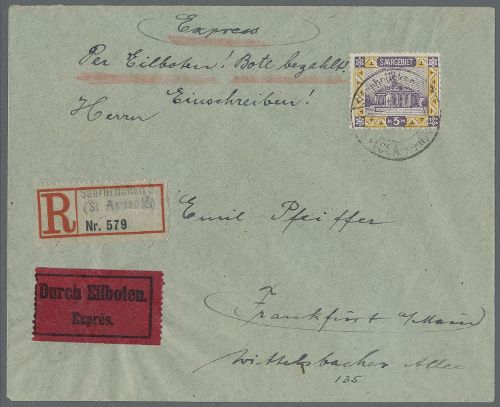 Express
Per Eilboten! Bote bezahlt!
Einschreiben!
Herrn
SAARGEBIET
M 5 M
R
Saarbrücken 3
(St. Arnual)
Nr. 579
Emil Pfeiffer
Durch Eilboten.
Exprès.
Frankfurt a/Main
Wittelsbacher Allee
135